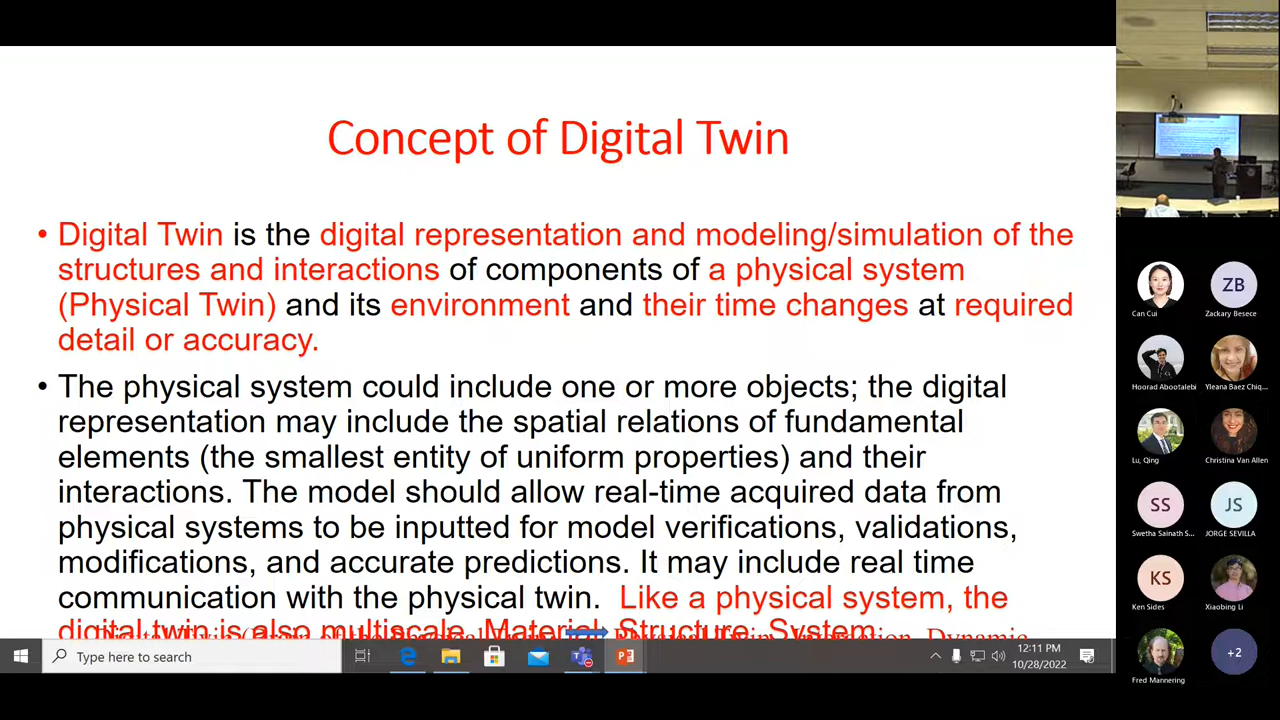 Concept of Digital Twin
• Digital Twin is the digital representation and modeling/simulation of the
structures and interactions of components of a physical system
(Physical Twin) and its environment and their time changes at required
detail or accuracy.
• The physical system could include one or more objects; the digital
representation may include the spatial relations of fundamental
elements (the smallest entity of uniform properties) and their
interactions. The model should allow real-time acquired data from
physical systems to be inputted for model verifications, validations,
modifications, and accurate predictions. It may include real time
communication with the physical twin. Like a physical system, the
digital twin is also multiscale, Material, Structure, System
Type here to search
12:11 PM
10/28/2022
Can Cui
ZB
Zackary Besece
Hoorad Abootalebi
Yleana Baez Chiq...
Lu, Qing
Christina Van Allen
SS
Swetha Sainath S...
JS
JORGE SEVILLA
KS
Ken Sides
Xiaobing Li
Fred Mannering
+2